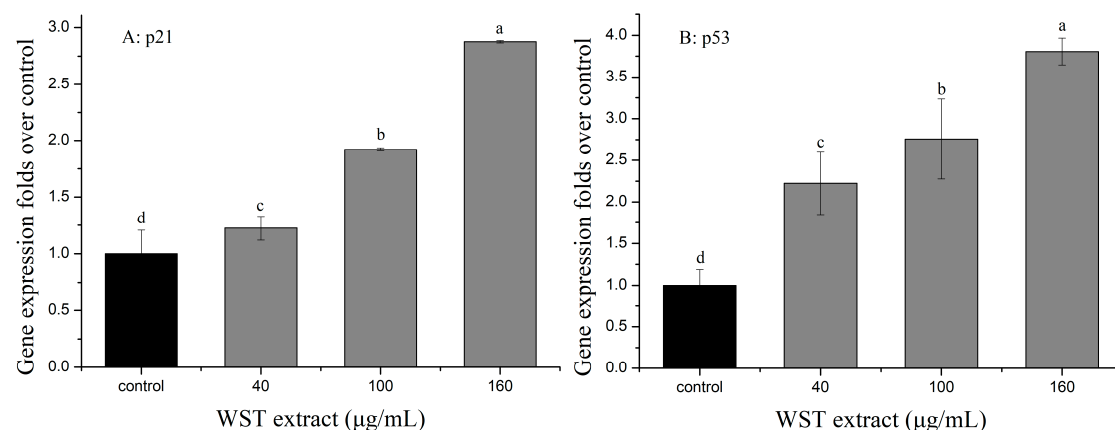 A: p21
Gene expression folds over control
3.0
2.5
2.0
1.5
1.0
0.5
0.0
d
c
b
a
control
40
100
160
WST extract (μg/mL)
B: p53
Gene expression folds over control
4.0
3.5
3.0
2.5
2.0
1.5
1.0
0.5
0.0
d
c
b
a
control
40
100
160
WST extract (μg/mL)